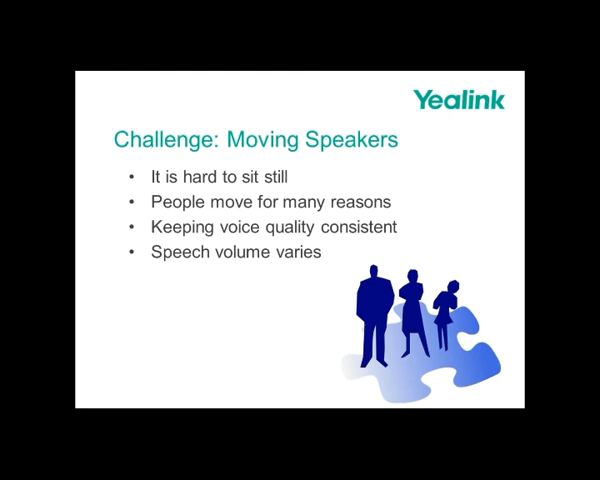 Yealink
Challenge: Moving Speakers
• It is hard to sit still
• People move for many reasons
• Keeping voice quality consistent
• Speech volume varies